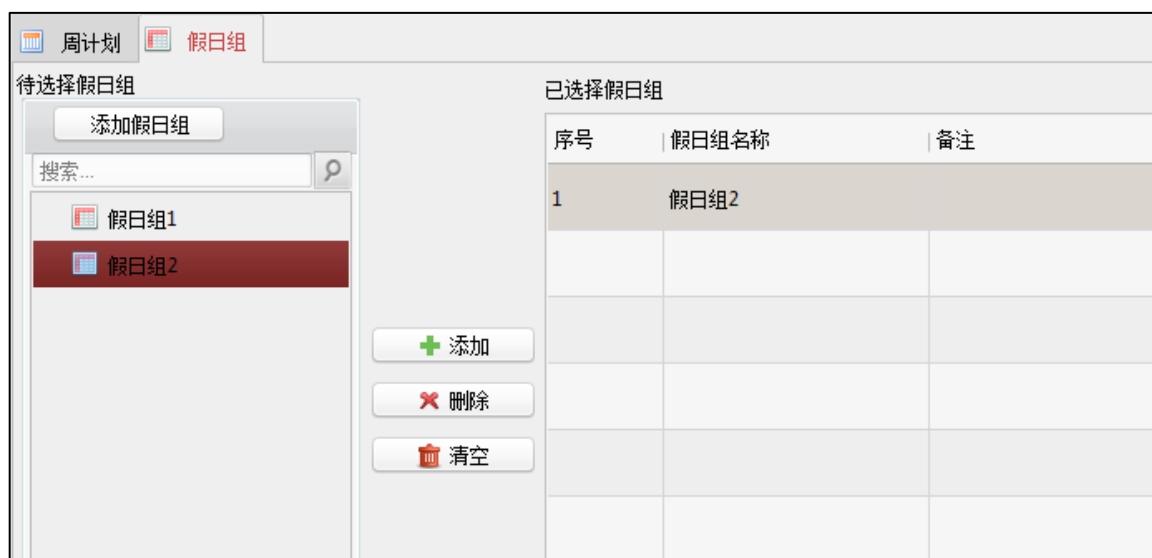 周计划 假日组
待选择假日组
添加假日组
搜索...
假日组1
假日组2
添加
删除
清空
已选择假日组
序号 假日组名称 备注
1 假日组2